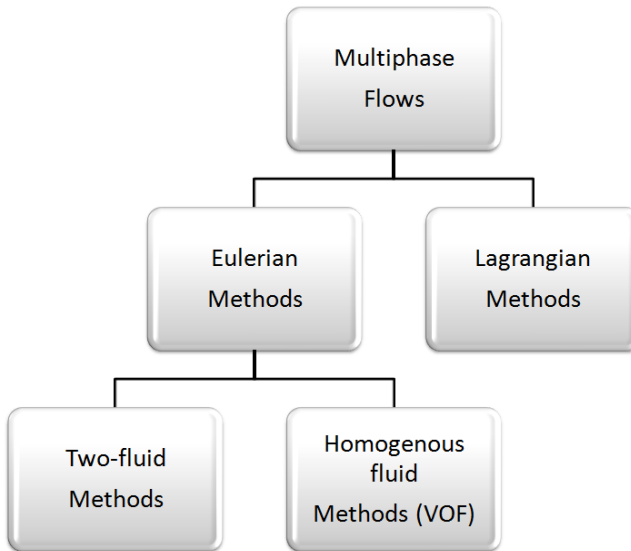 Multiphase
Flows
Eulerian
Methods
Lagrangian
Methods
Two-fluid
Methods
Homogenous
fluid
Methods (VOF)